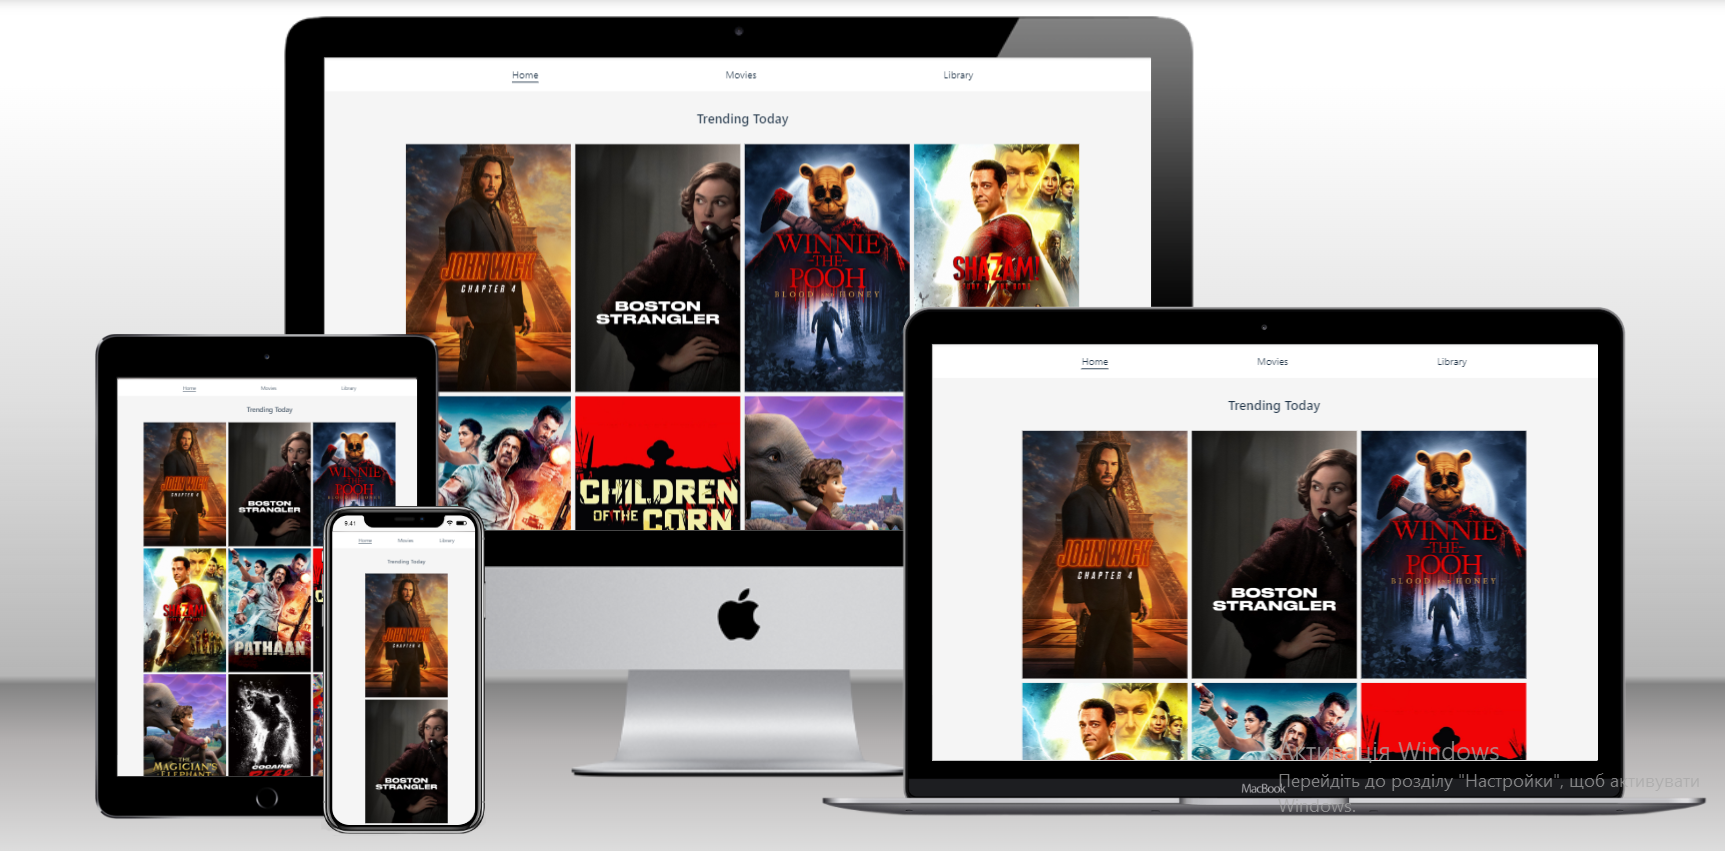 Home Movies Library
Trending Today
JOHN WICK
CHAPTER 4
BOSTON
STRANGLER
WINNIE
-THE-
POOH
BLOOD AND HONEY
SHAZAM!
CHILDREN
OF THE CORN
Home Movies Library
Trending Today
JOHN WICK
CHAPTER 4
BOSTON
STRANGLER
WINNIE
-THE-
POOH
BLOOD AND HONEY
SHAZAM!
PATHAAN
THE
MAGICIAN'S
ELEPHANT
COCAINE
BEAR
9:41
Home Movies Library
Trending Today
JOHN WICK
CHAPTER 4
BOSTON
STRANGLER
Home Movies Library
Trending Today
JOHN WICK
CHAPTER 4
BOSTON
STRANGLER
WINNIE
-THE-
POOH
BLOOD AND HONEY
MacBook
Активація Windows
Перейдіть до розділу "Настройки", щоб активувати
Windows.